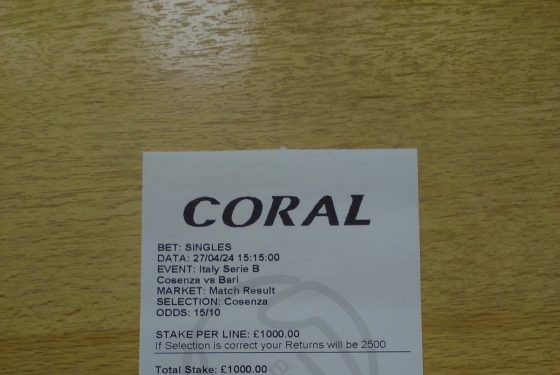 CORAL
BET: SINGLES
DATA: 27/04/24 15:15:00
EVENT: Italy Serie B
Cosenza vs Bari
MARKET: Match Result
SELECTION: Cosenza
ODDS: 15/10
STAKE PER LINE: £1000.00
If Selection is correct your Returns will be 2500
Total Stake: £1000.00